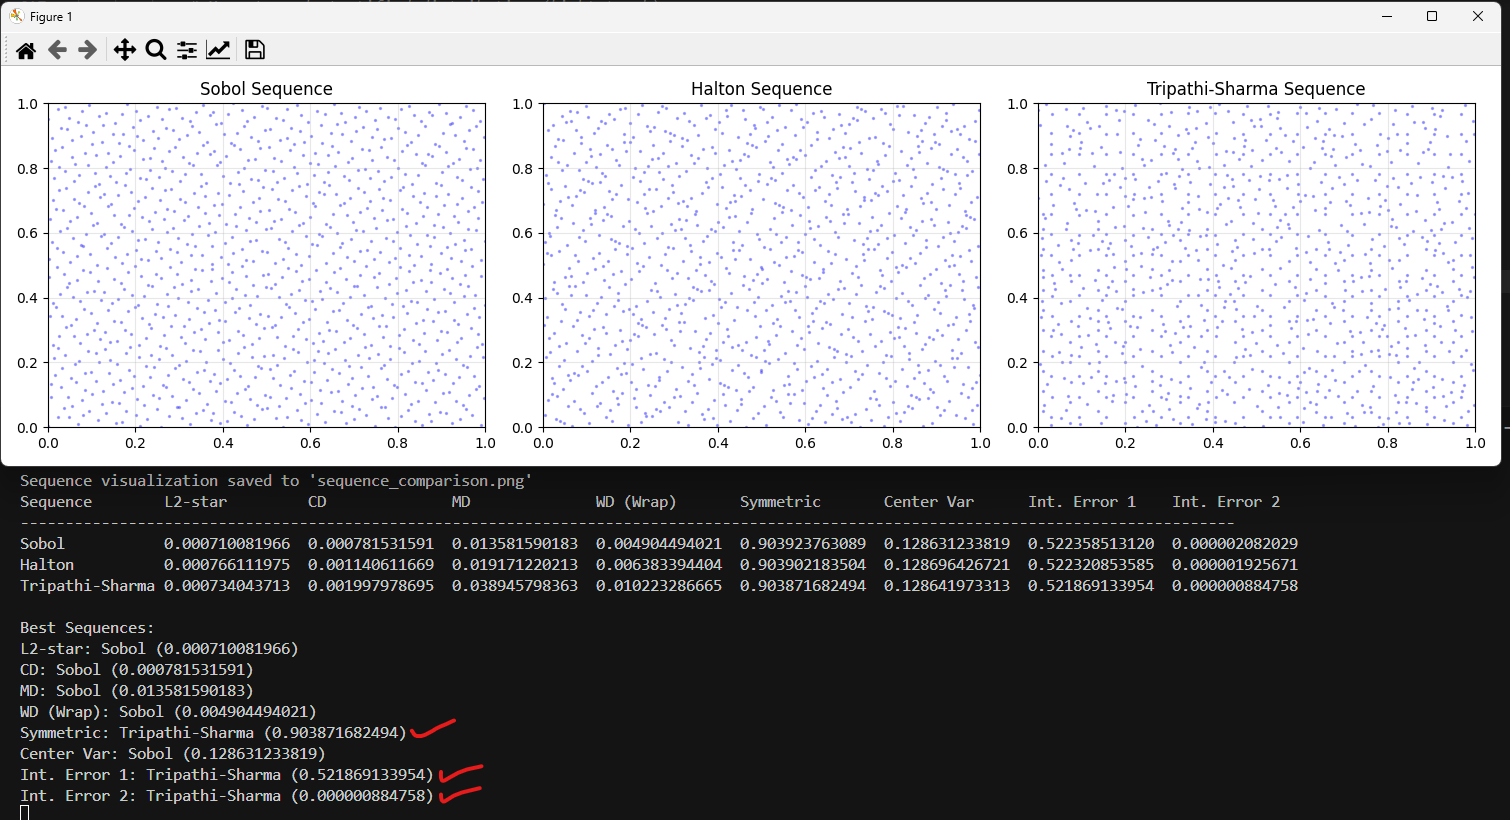 Figure 1
Sobol Sequence
Halton Sequence
Tripathi-Sharma Sequence
1.0
0.8
0.6
0.4
0.2
0.0
0.0 0.2 0.4 0.6 0.8 1.0
1.0
0.8
0.6
0.4
0.2
0.0
0.0 0.2 0.4 0.6 0.8 1.0
1.0
0.8
0.6
0.4
0.2
0.0
0.0 0.2 0.4 0.6 0.8 1.0
Sequence visualization saved to 'sequence_comparison.png'
Sequence L2-star CD MD WD (Wrap) Symmetric Center Var Int. Error 1 Int. Error 2
Sobol 0.000710081966 0.000781531591 0.013581590183 0.004904494021 0.903923763089 0.128631233819 0.522358513120 0.000002082029
Halton 0.000766111975 0.001140611669 0.019171220213 0.006383394404 0.903902183504 0.128696426721 0.522320853585 0.000001925671
Tripathi-Sharma 0.000734043713 0.001997978695 0.038945798363 0.010223286665 0.903871682494 0.128641973313 0.521869133954 0.000000884758
Best Sequences:
L2-star: Sobol (0.000710081966)
CD: Sobol (0.000781531591)
MD: Sobol (0.013581590183)
WD (Wrap): Sobol (0.004904494021)
Symmetric: Tripathi-Sharma (0.903871682494)
Center Var: Sobol (0.128631233819)
Int. Error 1: Tripathi-Sharma (0.521869133954)
Int. Error 2: Tripathi-Sharma (0.000000884758)